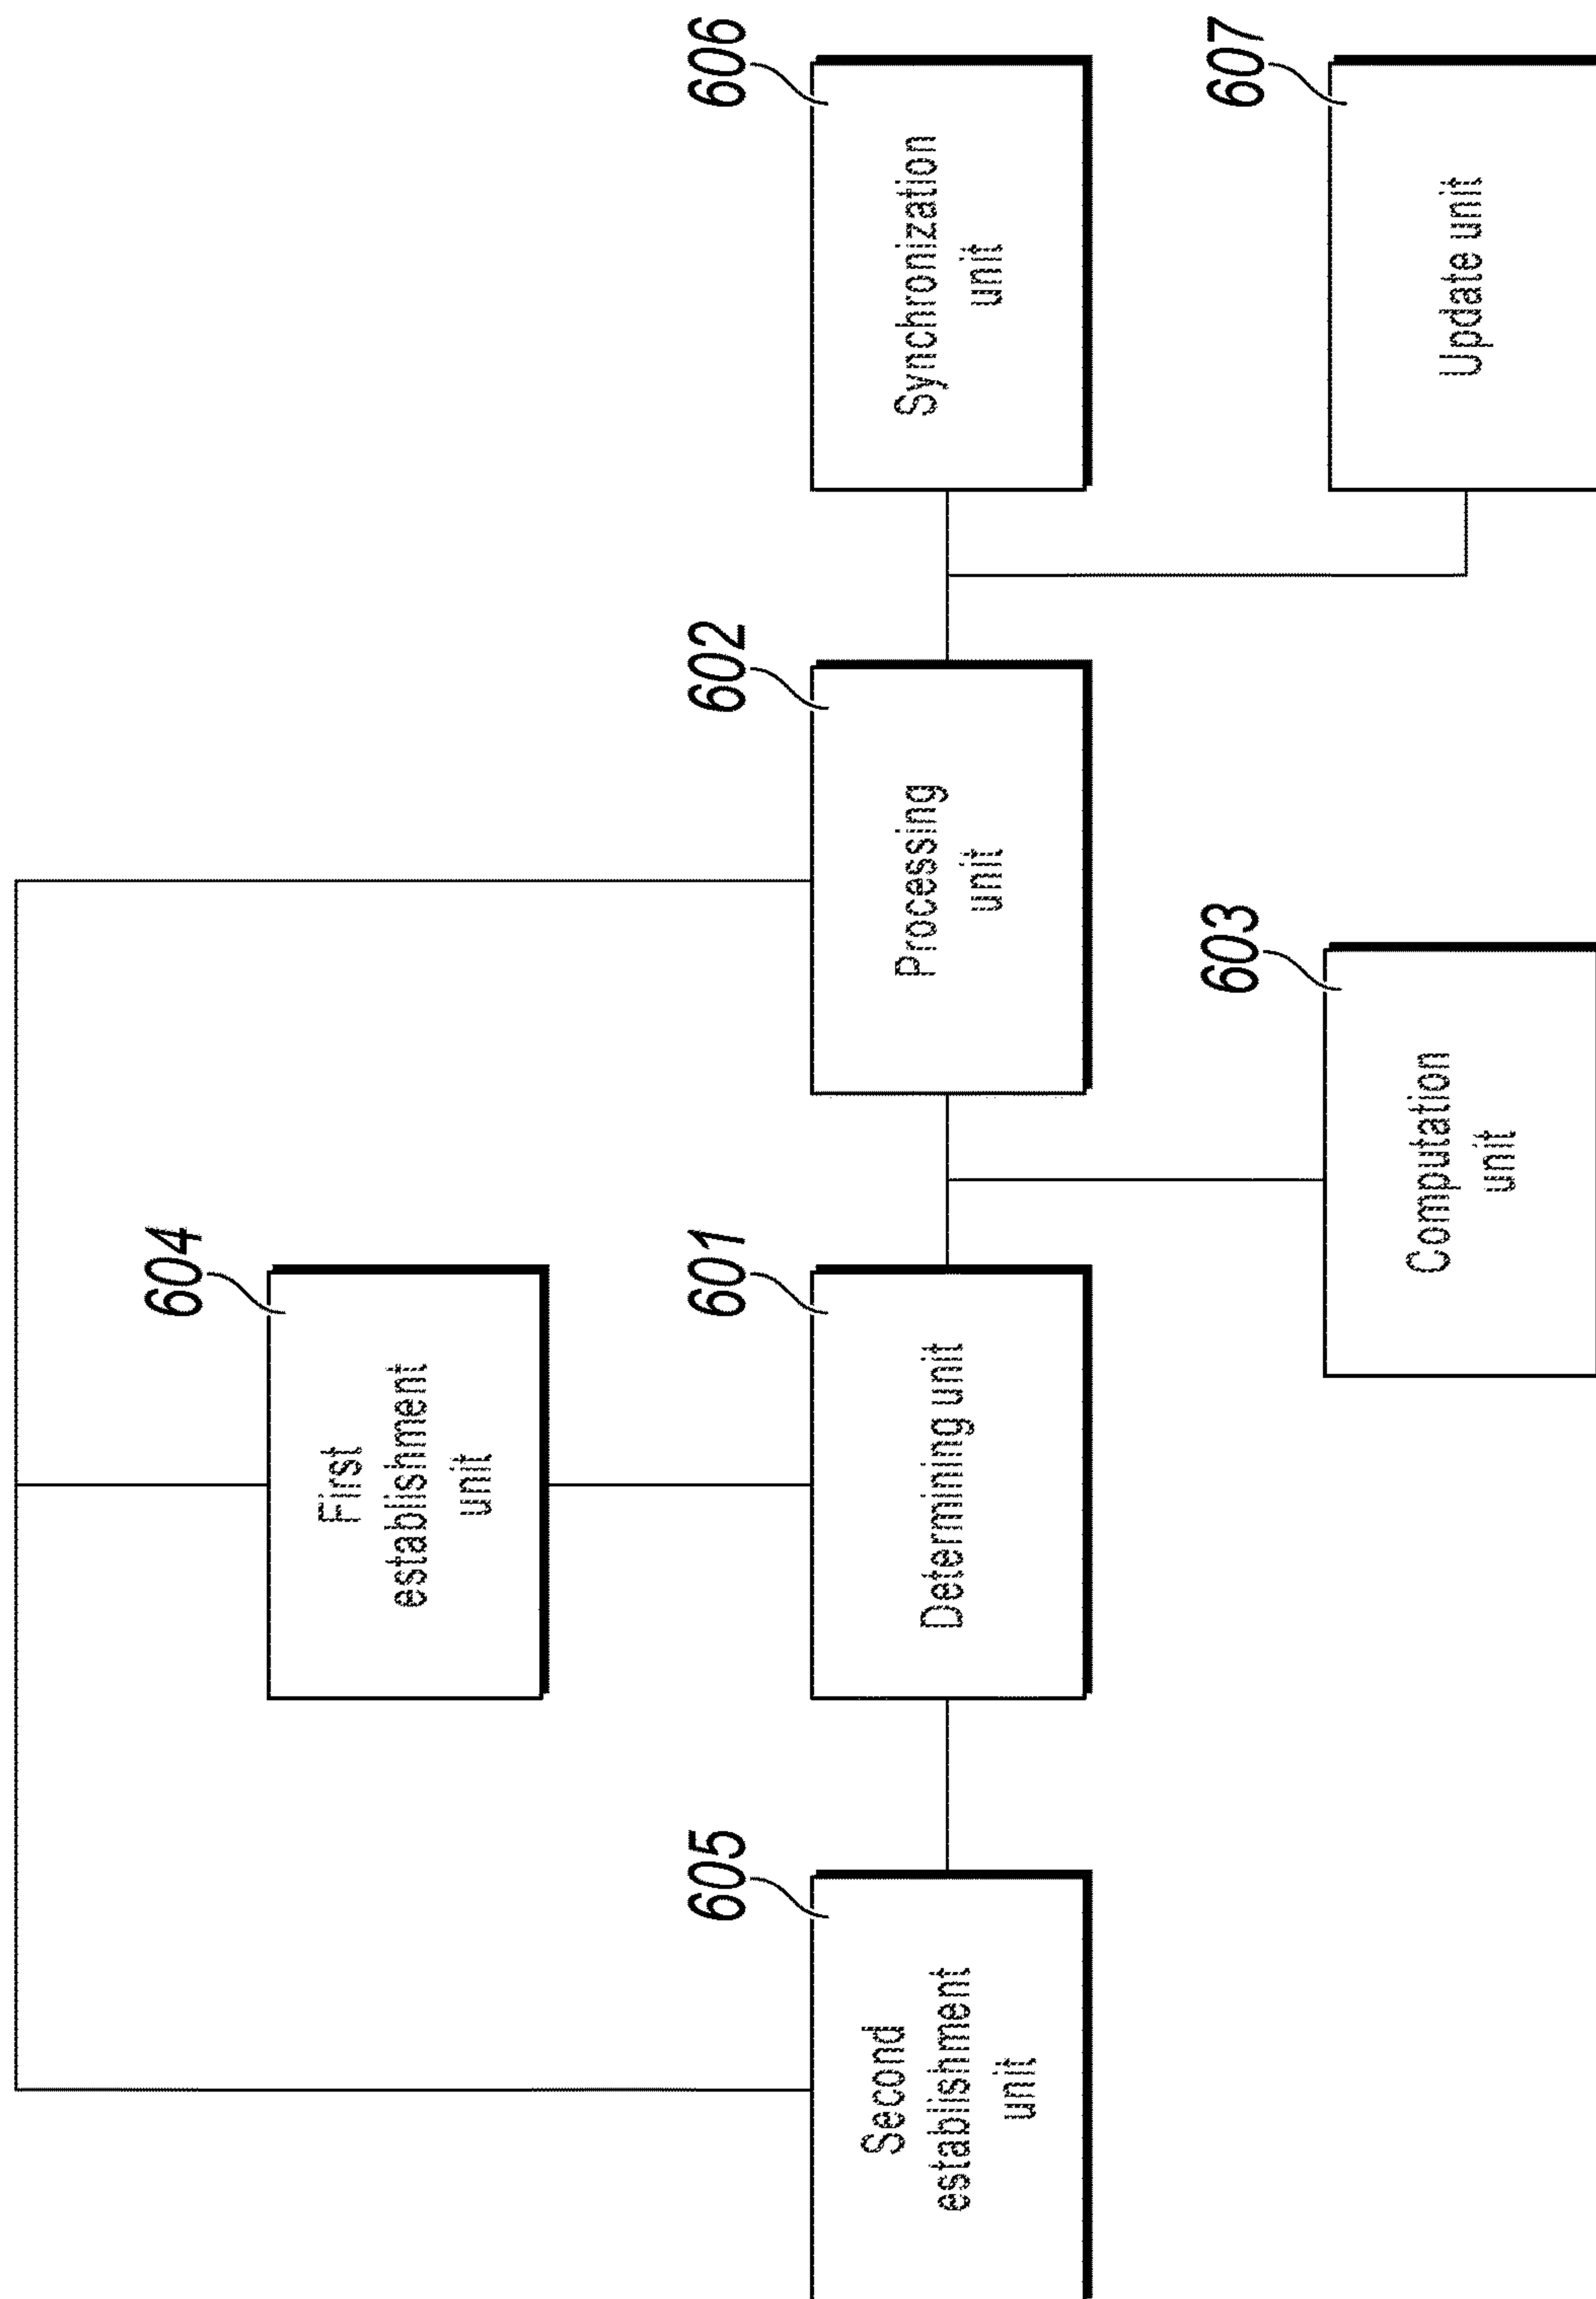 604
First
establishment
unit
605
Second
establishment
unit
601
Determining unit
602
Processing
unit
606
Synchronization
unit
603
Computation
unit
607
Update unit